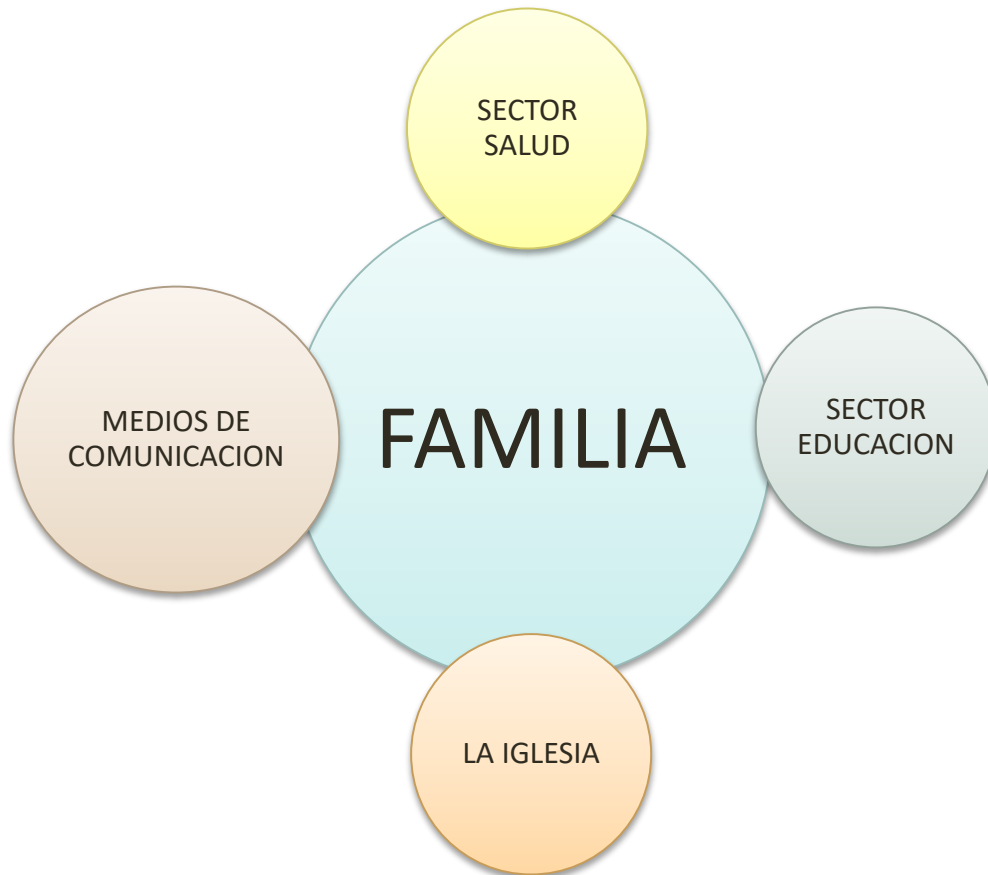 SECTOR
SALUD
MEDIOS DE
COMUNICACION
FAMILIA
SECTOR
EDUCACION
LA IGLESIA